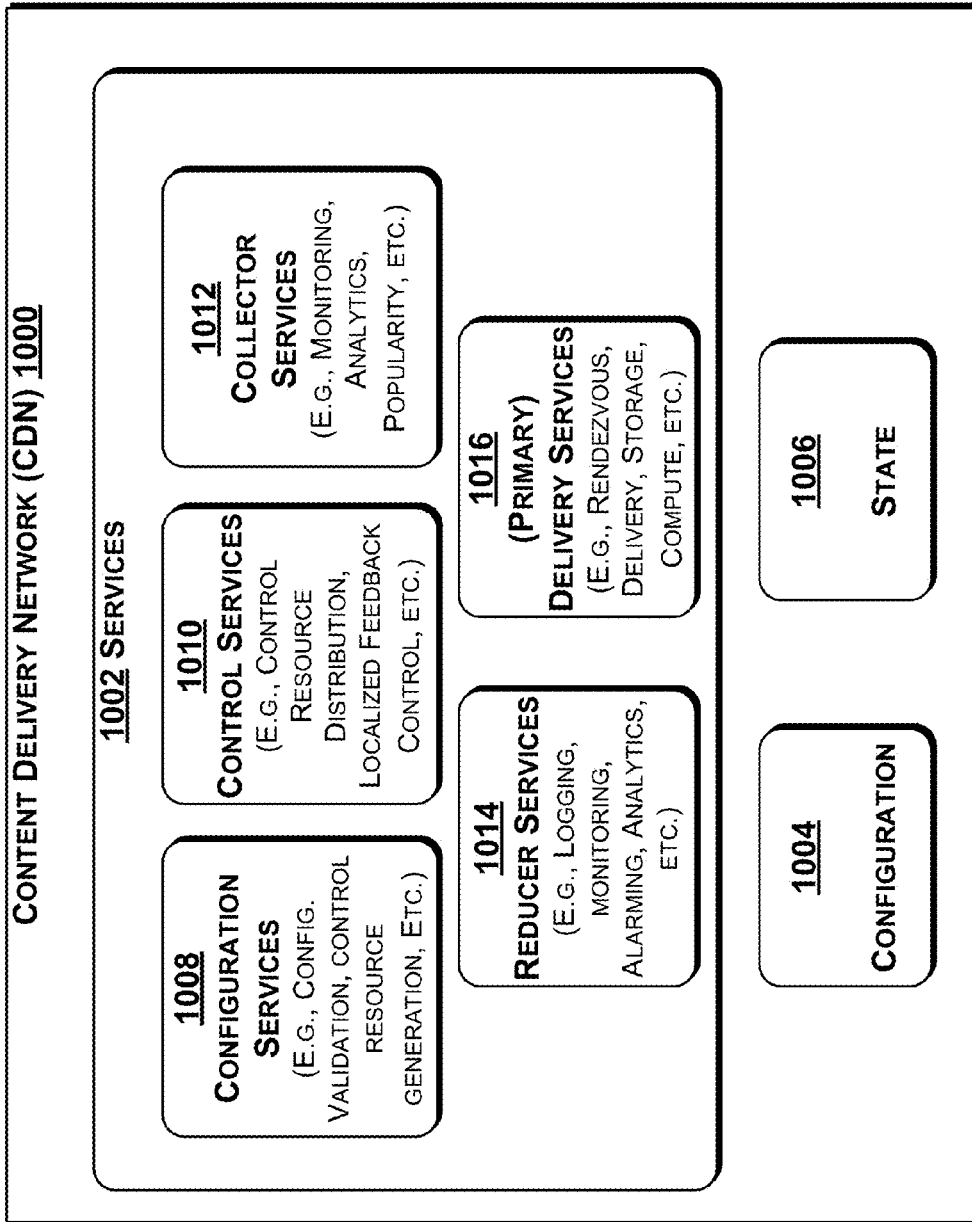 CONTENT DELIVERY NETWORK (CDN) 1000
1002 SERVICES
1008
CONFIGURATION
SERVICES
(E.G., CONFIG.
VALIDATION, CONTROL
RESOURCE
GENERATION, ETC.)
1010
CONTROL SERVICES
(E.G., CONTROL
RESOURCE
DISTRIBUTION,
LOCALIZED FEEDBACK
CONTROL, ETC.)
1012
COLLECTOR
SERVICES
(E.G., MONITORING,
ANALYTICS,
POPULARITY, ETC.)
1014
REDUCER SERVICES
(E.G., LOGGING,
MONITORING,
ALARMING, ANALYTICS,
ETC.)
1016
(PRIMARY)
DELIVERY SERVICES
(E.G., RENDEZVOUS,
DELIVERY, STORAGE,
COMPUTE, ETC.)
1004
CONFIGURATION
1006
STATE